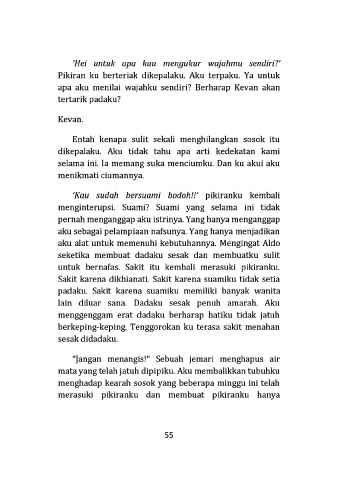 'Hei untuk apa kau mengukur wajahmu sendiri?'
Pikiran ku berteriak dikepalaku. Aku terpaku. Ya untuk
apa aku menilai wajahku sendiri? Berharap Kevan akan
tertarik padaku?
Kevan.
Entah kenapa sulit sekali menghilangkan sosok itu
dikepalaku. Aku tidak tahu apa arti kedekatan kami
selama ini. Ia memang suka menciumku. Dan ku akui aku
menikmati ciumannya.
'Kau sudah bersuami bodoh!!' pikiranku kembali
menginterupsi. Suami? Suami yang selama ini tidak
pernah menganggap aku istrinya. Yang hanya menganggap
aku sebagai pelampiaan nafsunya. Yang hanya menjadikan
aku alat untuk memenuhi kebutuhannya. Mengingat Aldo
seketika membuat dadaku sesak dan membuatku sulit
untuk bernafas. Sakit itu kembali merasuki pikiranku.
Sakit karena dikhianati. Sakit karena suamiku tidak setia
padaku. Sakit karena suamiku memiliki banyak wanita
lain diluar sana. Dadaku sesak penuh amarah. Aku
menggenggam erat dadaku berharap hatiku tidak jatuh
berkeping-keping. Tenggorokan ku terasa sakit menahan
sesak didadaku.
"Jangan menangis!" Sebuah jemari menghapus air
mata yang telah jatuh dipipiku. Aku membalikkan tubuhku
menghadap kearah sosok yang beberapa minggu ini telah
merasuki pikiranku dan membuat pikiranku hanya
55